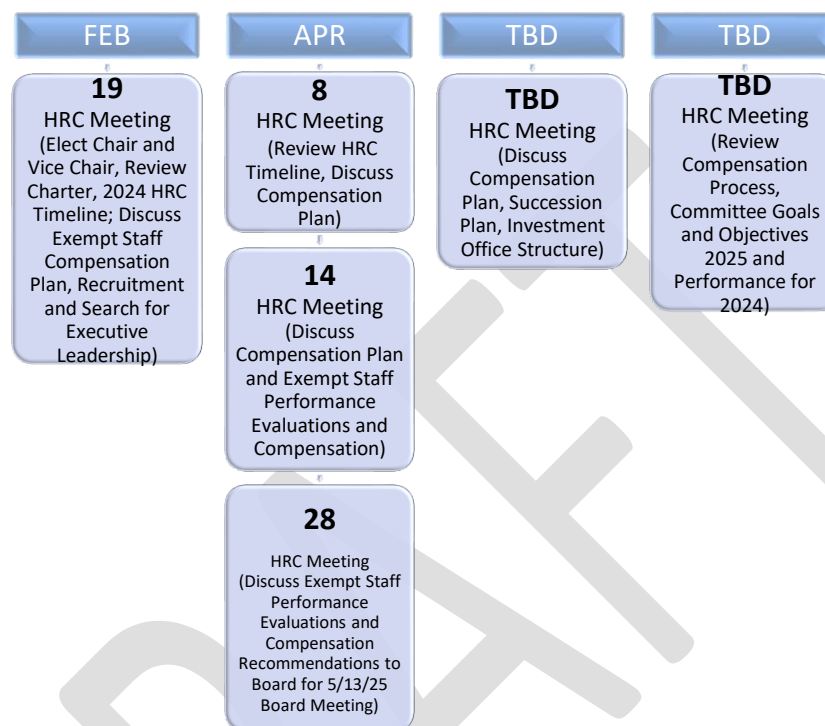 FEB
19
HRC Meeting
(Elect Chair and
Vice Chair, Review
Charter, 2024 HRC
Timeline; Discuss
Exempt Staff
Compensation
Plan, Recruitment
and Search for
Executive
Leadership)
APR
8
HRC Meeting
(Review HRC
Timeline, Discuss
Compensation
Plan)
14
HRC Meeting
(Discuss
Compensation Plan
and Exempt Staff
Performance
Evaluations and
Compensation)
28
HRC Meeting
(Discuss Exempt Staff
Performance
Evaluations and
Compensation
Recommendations to
Board for 5/13/25
Board Meeting)
TBD
TBD
HRC Meeting
(Discuss
Compensation
Plan, Succession
Plan, Investment
Office Structure)
TBD
TBD
HRC Meeting
(Review
Compensation
Process,
Committee Goals
and Objectives
2025 and
Performance for
2024)